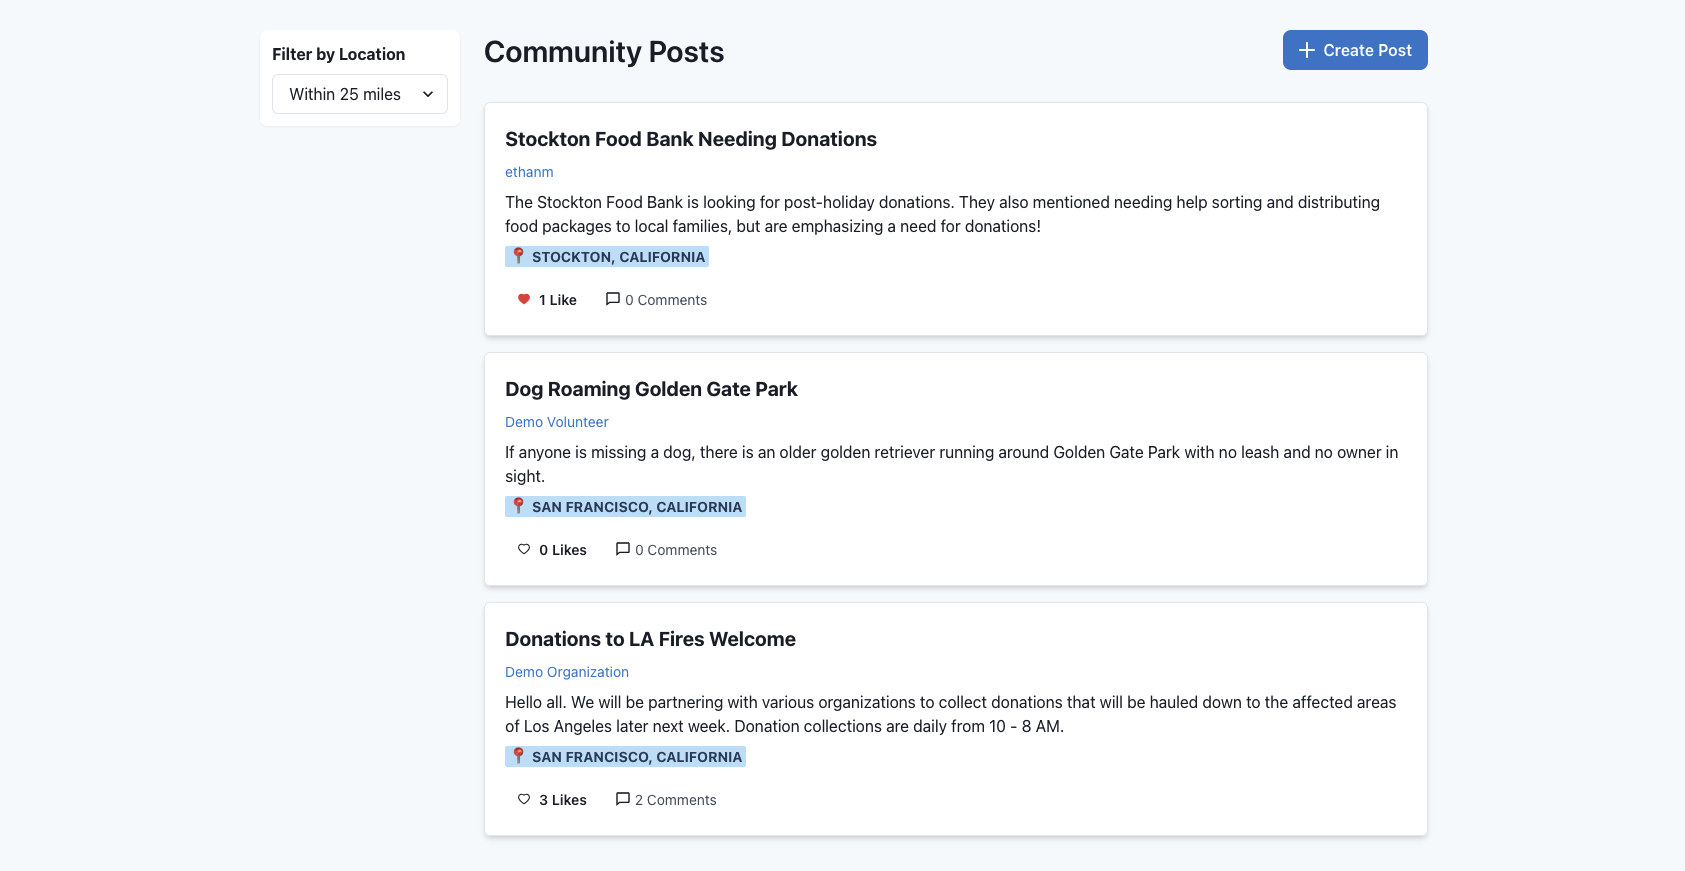 Filter by Location
Within 25 miles
Community Posts
Create Post
Stockton Food Bank Needing Donations
ethanm
The Stockton Food Bank is looking for post-holiday donations. They also mentioned needing help sorting and distributing
food packages to local families, but are emphasizing a need for donations!
STOCKTON, CALIFORNIA
1 Like
0 Comments
Dog Roaming Golden Gate Park
Demo Volunteer
If anyone is missing a dog, there is an older golden retriever running around Golden Gate Park with no leash and no owner in
sight.
SAN FRANCISCO, CALIFORNIA
0 Likes
0 Comments
Donations to LA Fires Welcome
Demo Organization
Hello all. We will be partnering with various organizations to collect donations that will be hauled down to the affected areas
of Los Angeles later next week. Donation collections are daily from 10 - 8 AM.
SAN FRANCISCO, CALIFORNIA
3 Likes
2 Comments